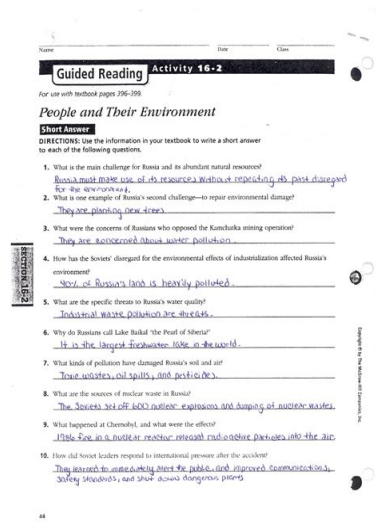 Name Date Class
Guided Reading Activity 16-2
For use with textbook pages 396–399.
People and Their Environment
Short Answer
DIRECTIONS: Use the information in your textbook to write a short answer
to each of the following questions.
1. What is the main challenge for Russia and its abundant natural resources?
Russia must make use of its resources without repeating its past disregard
for the environment.
2. What is one example of Russia's second challenge—to repair environmental damage?
They are planting new trees
3. What were the concerns of Russians who opposed the Kamchatka mining operation?
They are concerned about water pollution.
4. How has the Soviets' disregard for the environmental effects of industrialization affected Russia's
environment?
40% of Russia's land is heavily polluted.
SECTION 16-2
5. What are the specific threats to Russia's water quality?
Industrial waste pollution are threats.
6. Why do Russians call Lake Baikal "the Pearl of Siberia?"
It is the largest freshwater lake in the world.
7. What kinds of pollution have damaged Russia's soil and air?
Toxic wastes, oil spills, and pesticides.
8. What are the sources of nuclear waste in Russia?
The Soviets set off 600 nuclear explosions and dumping of nuclear wastes.
9. What happened at Chernobyl, and what were the effects?
1986 fire in a nuclear reactor released radioactive particles into the air.
10. How did Soviet leaders respond to international pressure after the accident?
They learned to immediately alert the public, and improved communications,
safety standards, and shut down dangerous plants
Copyright © by The McGraw-Hill Companies, Inc.
44